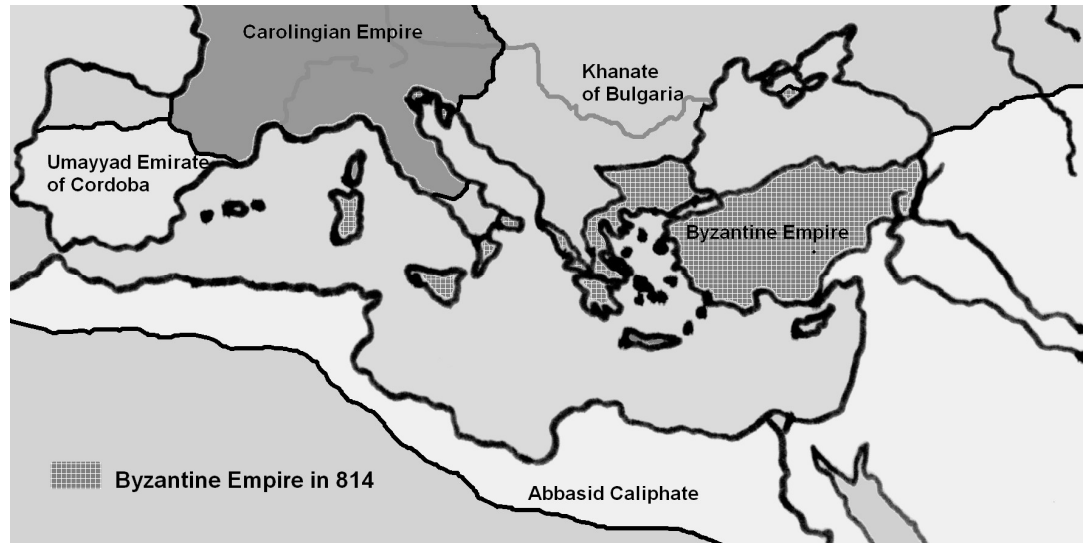 Carolingian Empire
Khanate
of Bulgaria
Umayyad Emirate
of Cordoba
Byzantine Empire
Byzantine Empire in 814
Abbasid Caliphate